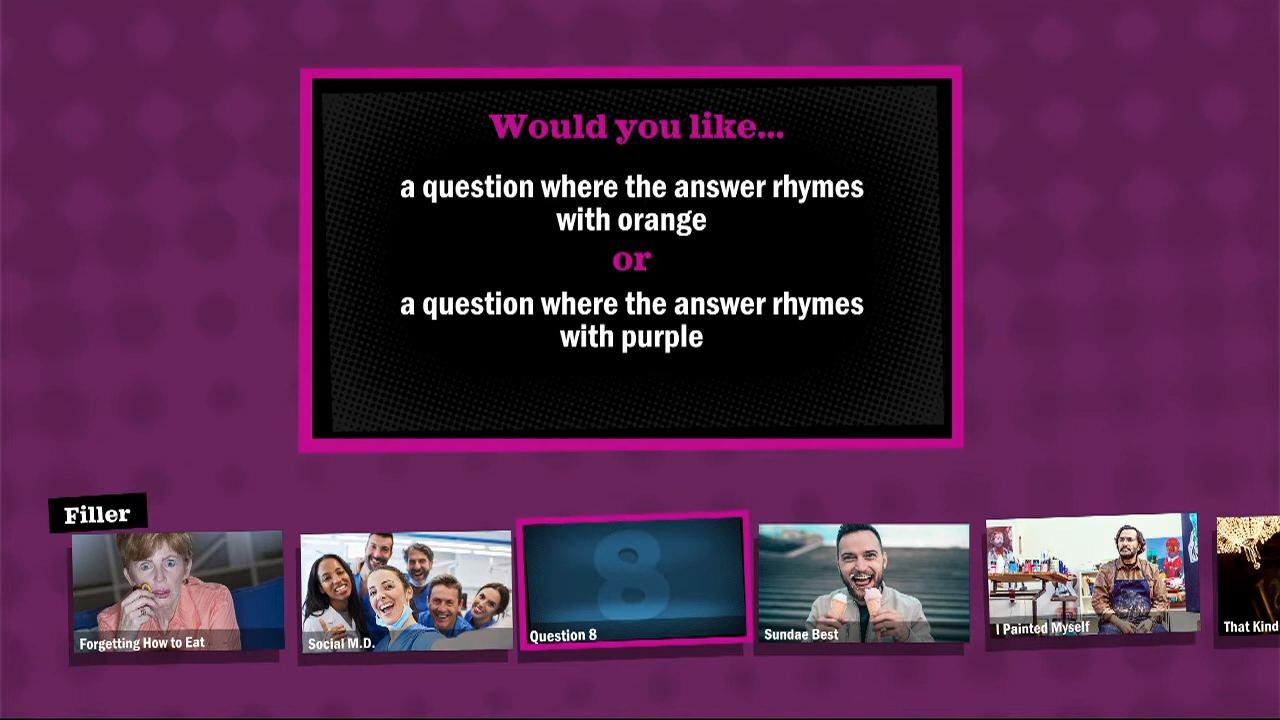 Would you like...
a question where the answer rhymes
with orange
or
a question where the answer rhymes
with purple
Filler
Forgetting How to Eat
Social M.D.
8
Question 8
Sundae Best
I Painted Myself
That Kind